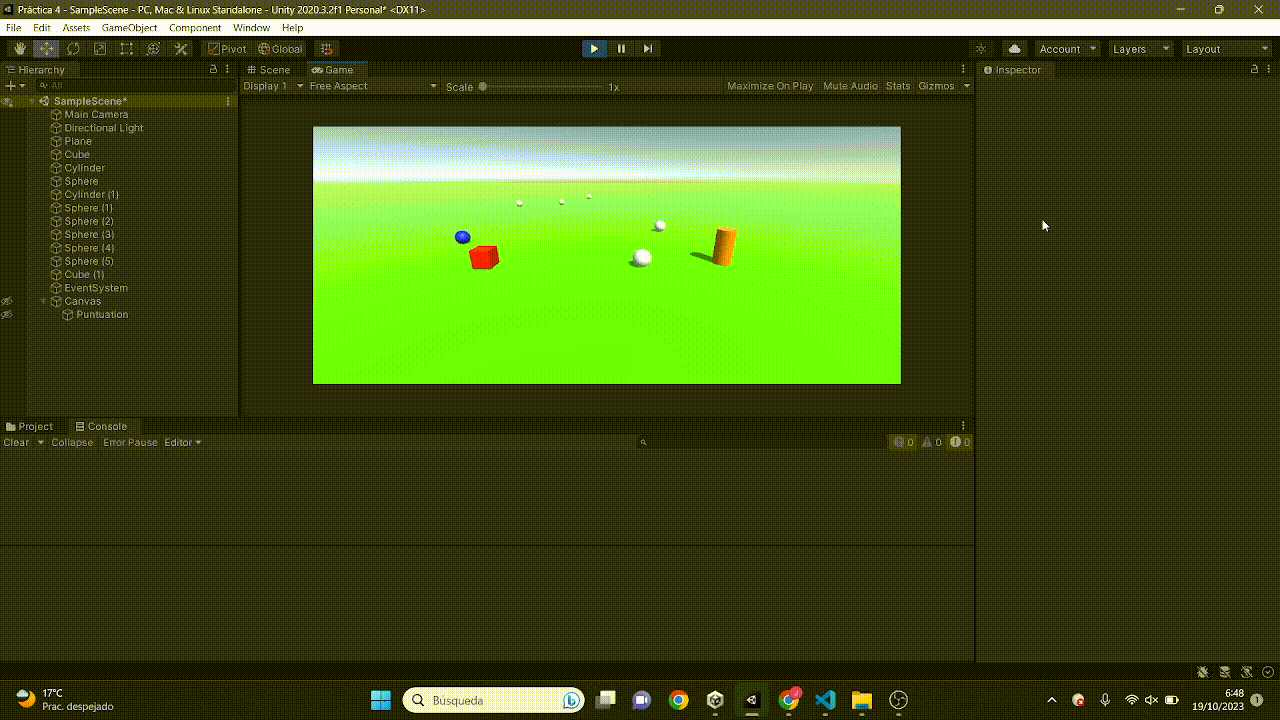 Práctica 4 - SampleScene - PC, Mac & Linux Standalone - Unity 2020.3.2f1 Personal* <DX11>
File Edit Assets GameObject Component Window Help
Pivot Global Account Layers Layout
Hierarchy Scene Game Inspector
All Display 1 Free Aspect Scale 1x Maximize On Play Mute Audio Stats Gizmos
SampleScene*
Main Camera
Directional Light
Plane
Cube
Cylinder
Sphere
Cylinder (1)
Sphere (1)
Sphere (2)
Sphere (3)
Sphere (4)
Sphere (5)
Cube (1)
EventSystem
Canvas
Puntuation
Project Console
Clear Collapse Error Pause Editor 0 0 0
17°C
Prac. despejado
Búsqueda
6:48
19/10/2023
1